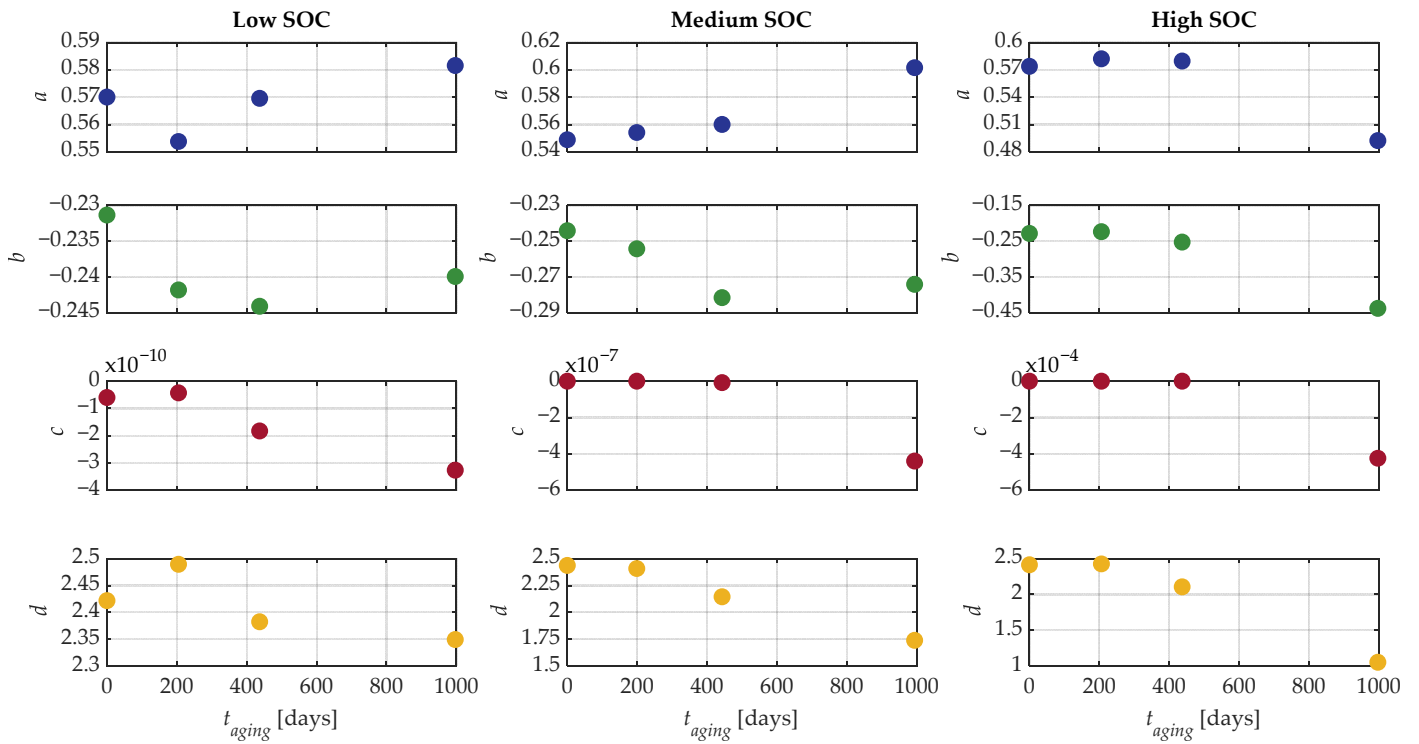 Low SOC
Medium SOC
High SOC
0.59
0.58
0.57
0.56
0.55
a
0.62
0.6
0.58
0.56
0.54
a
0.6
0.57
0.54
0.51
0.48
a
−0.23
−0.235
−0.24
−0.245
b
−0.23
−0.25
−0.27
−0.29
b
−0.15
−0.25
−0.35
−0.45
b
x10−10
0
−1
−2
−3
−4
c
x10−7
0
−2
−4
−6
c
x10−4
0
−2
−4
−6
c
2.5
2.45
2.4
2.35
2.3
d
2.5
2.25
2
1.75
1.5
d
2.5
2
1.5
1
d
0 200 400 600 800 1000
0 200 400 600 800 1000
0 200 400 600 800 1000
taging [days]
taging [days]
taging [days]